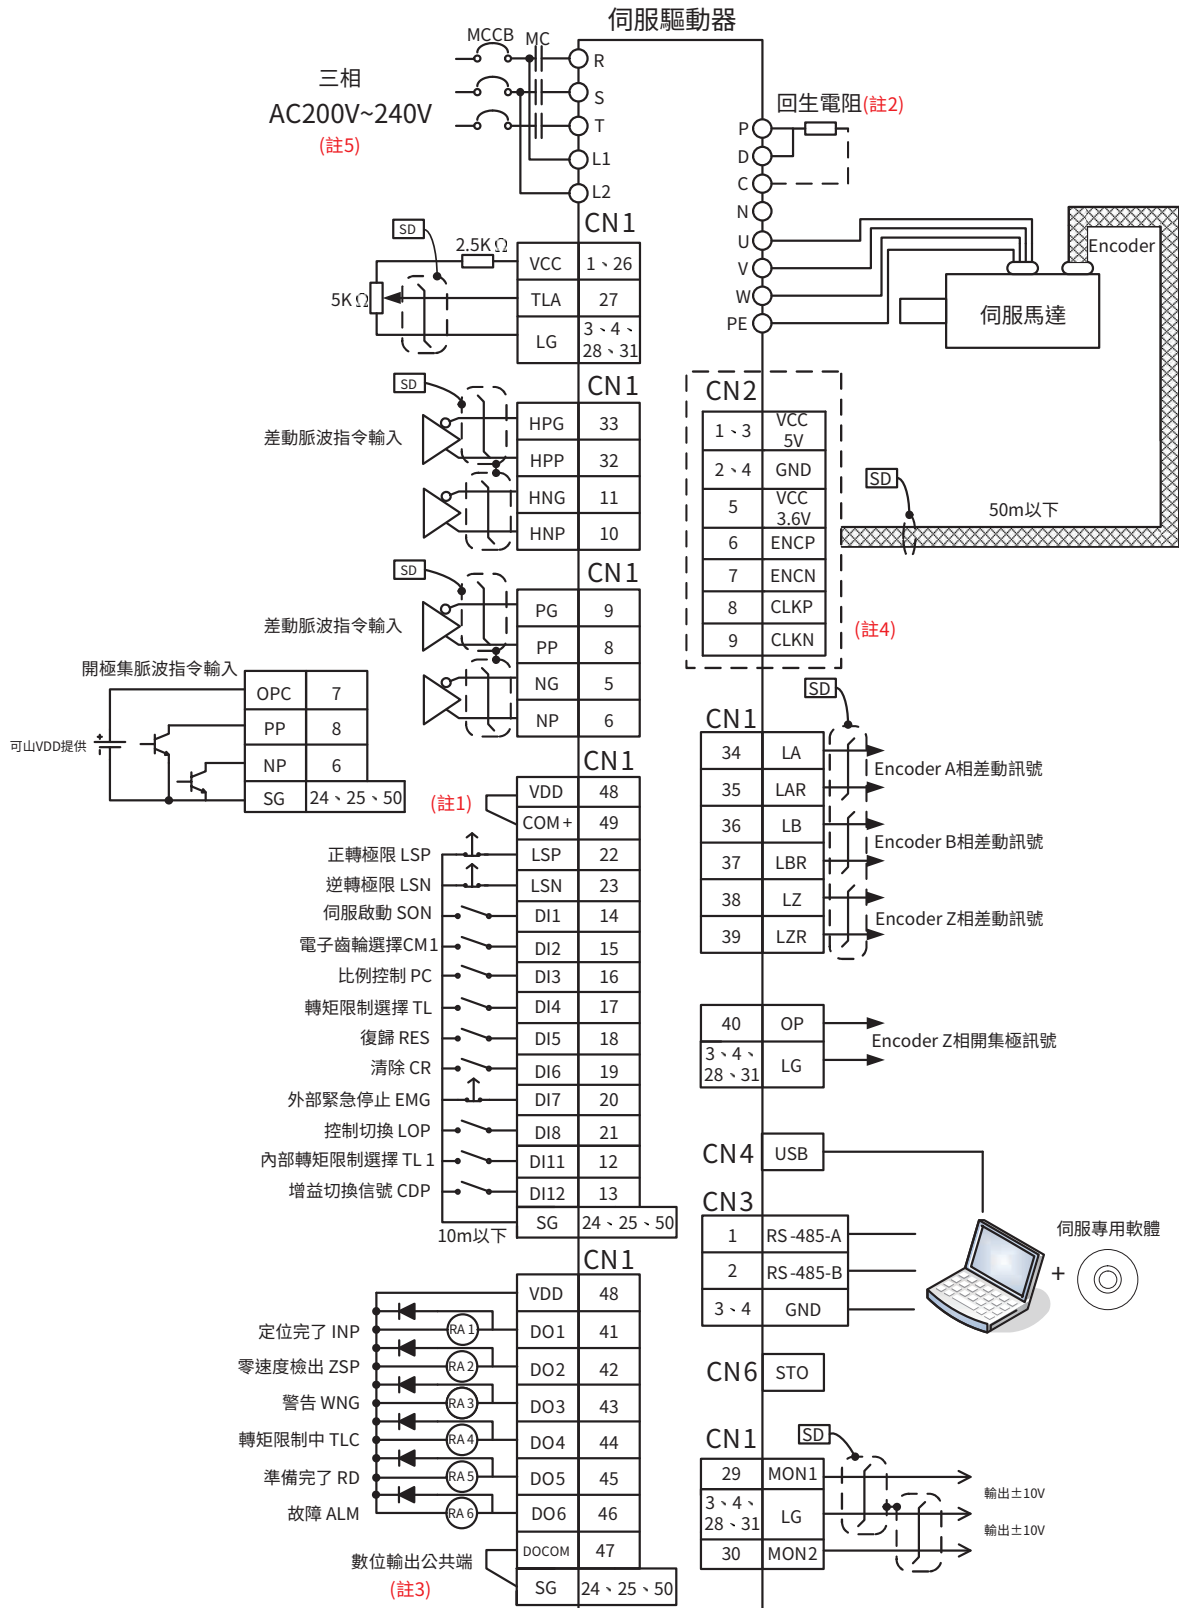 伺服驅動器
MCCB
MC
R
S
T
L1
L2
三相
AC200V~240V
(註5)
回生電阻(註2)
P
D
C
N
U
V
W
PE
Encoder
伺服馬達
CN1
SD
2.5KΩ
5KΩ
VCC 1、26
TLA 27
LG 3、4、
28、31
CN1
SD
差動脈波指令輸入
HPG 33
HPP 32
HNG 11
HNP 10
CN1
SD
差動脈波指令輸入
PG 9
PP 8
NG 5
NP 6
開極集脈波指令輸入
可山VDD提供
+
-
OPC 7
PP 8
NP 6
SG 24、25、50
CN1
(註1)
VDD 48
COM+ 49
正轉極限 LSP LSP 22
逆轉極限 LSN LSN 23
伺服啟動 SON DI1 14
電子齒輪選擇CM1 DI2 15
比例控制 PC DI3 16
轉矩限制選擇 TL DI4 17
復歸 RES DI5 18
清除 CR DI6 19
外部緊急停止 EMG DI7 20
控制切換 LOP DI8 21
內部轉矩限制選擇 TL1 DI11 12
增益切換信號 CDP DI12 13
SG 24、25、50
10m以下
CN1
VDD 48
定位完了 INP RA1 DO1 41
零速度檢出 ZSP RA2 DO2 42
警告 WNG RA3 DO3 43
轉矩限制中 TLC RA4 DO4 44
準備完了 RD RA5 DO5 45
故障 ALM RA6 DO6 46
DOCOM 47
數位輸出公共端
(註3)
SG 24、25、50
CN2
1、3 VCC
5V
2、4 GND
5 VCC
3.6V
6 ENCP
7 ENCN
8 CLKP
9 CLKN
(註4)
SD
50m以下
CN1
SD
34 LA
35 LAR
36 LB
37 LBR
38 LZ
39 LZR
Encoder A相差動訊號
Encoder B相差動訊號
Encoder Z相差動訊號
40 OP
3、4、
28、31 LG
Encoder Z相開集極訊號
CN4 USB
CN3
1 RS-485-A
2 RS-485-B
3、4 GND
伺服專用軟體
+
CN6 STO
CN1
SD
29 MON1
3、4、
28、31 LG
30 MON2
輸出±10V
輸出±10V